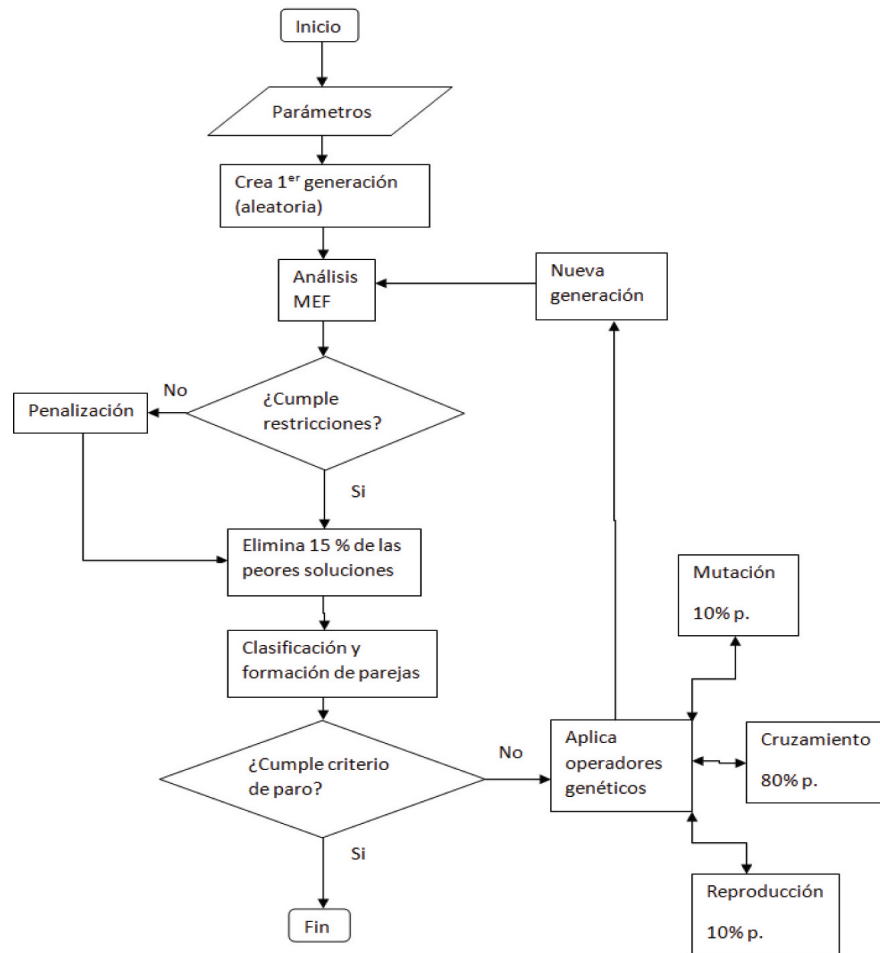 Inicio
Parámetros
Crea 1er generación
(aleatoria)
Análisis
MEF
Nueva
generación
No
¿Cumple
restricciones?
Penalización
Si
Elimina 15 % de las
peores soluciones
Mutación
10% p.
Clasificación y
formación de parejas
¿Cumple criterio
de paro?
No
Aplica
operadores
genéticos
Cruzamiento
80% p.
Si
Reproducción
10% p.
Fin